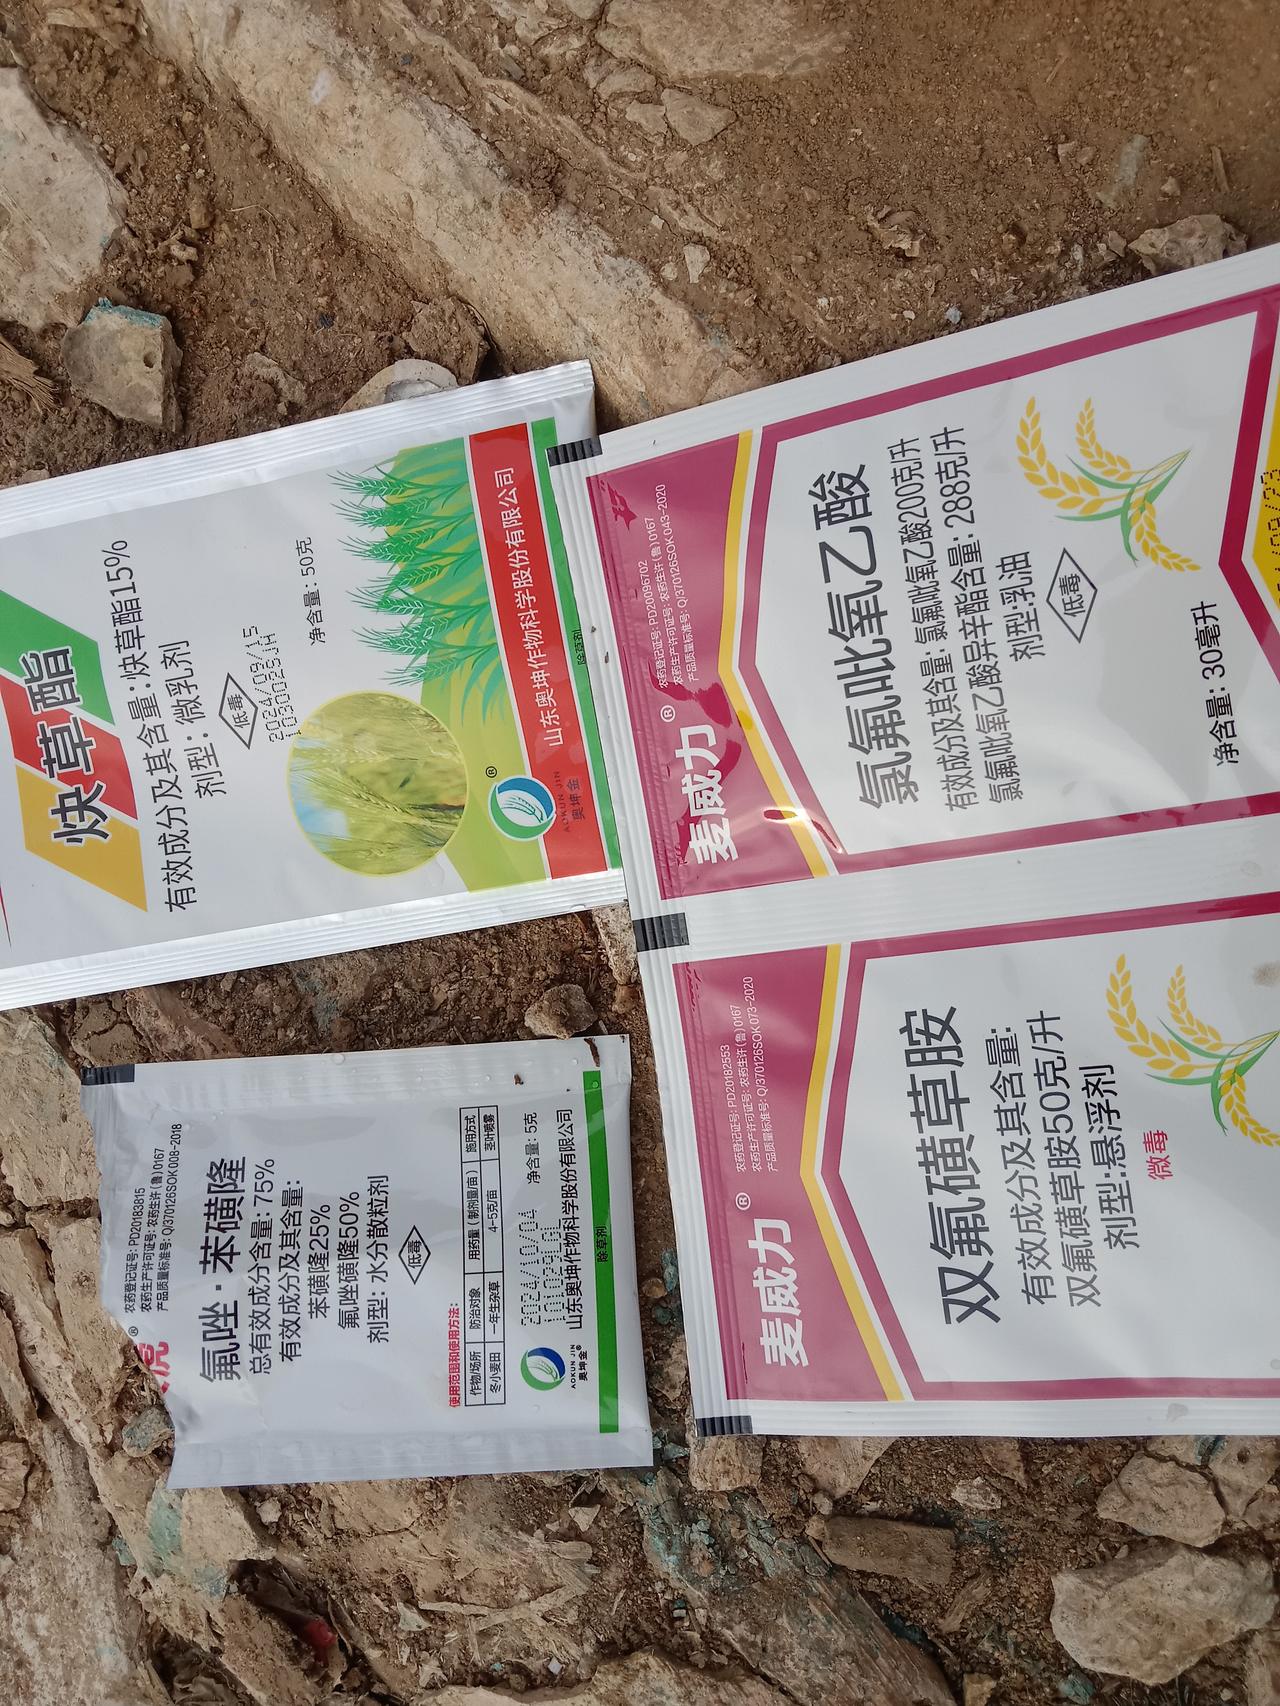 炔草酯
有效成分及其含量:炔草酯15%
剂型:微乳剂
低毒
2024/09/15
净含量:50克
®
AOKUN JIN
奥坤金
山东奥坤作物科学股份有限公司
除草剂
虎®
农药登记证号:PD20183815
农药生产许可证号:农药生许(鲁)0167
产品质量标准号:Q/370126SOK008-2018
氟唑·苯磺隆
总有效成分含量:75%
有效成分及其含量:
苯磺隆25%
氟唑磺隆50%
剂型:水分散粒剂
低毒
使用范围和使用方法:
作物/场所 防治对象 用药量(制剂量/亩) 施用方式
冬小麦田 一年生杂草 4-5克/亩 茎叶喷雾
2024/10/04
净含量:5克
AOKUN JIN
奥坤金®
山东奥坤作物科学股份有限公司
除草剂
麦威力®
农药登记证号:PD20096702
农药生产许可证号:农药生许(鲁)0167
产品质量标准号:Q/370126SOK043-2020
氯氟吡氧乙酸
有效成分及其含量:氯氟吡氧乙酸200克/升
氯氟吡氧乙酸异辛酯含量:288克/升
剂型:乳油
低毒
净含量:30毫升
麦威力®
农药登记证号:PD20182553
农药生产许可证号:农药生许(鲁)0167
产品质量标准号:Q/370126SOK073-2020
双氟磺草胺
有效成分及其含量:
双氟磺草胺50克/升
剂型:悬浮剂
微毒